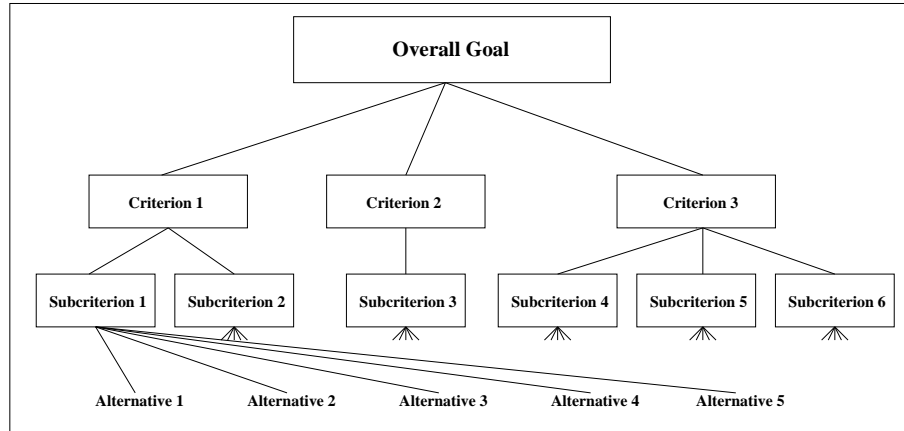 Overall Goal
Criterion 1
Criterion 2
Criterion 3
Subcriterion 1
Subcriterion 2
Subcriterion 3
Subcriterion 4
Subcriterion 5
Subcriterion 6
Alternative 1
Alternative 2
Alternative 3
Alternative 4
Alternative 5